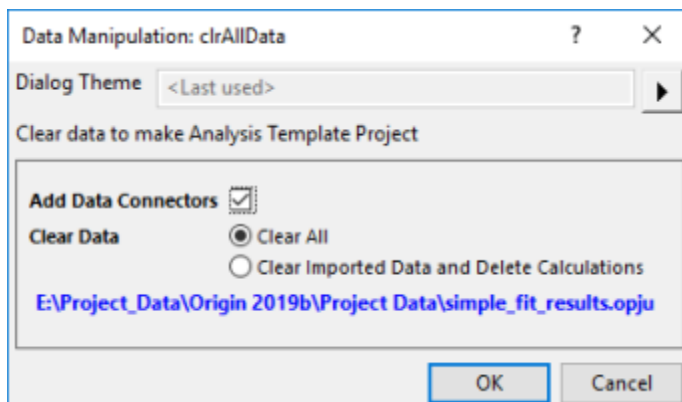 Data Manipulation: clrAllData ? ×
Dialog Theme <Last used>
Clear data to make Analysis Template Project
Add Data Connectors
Clear Data Clear All
Clear Imported Data and Delete Calculations
E:\Project_Data\Origin 2019b\Project Data\simple_fit_results.opju
OK Cancel